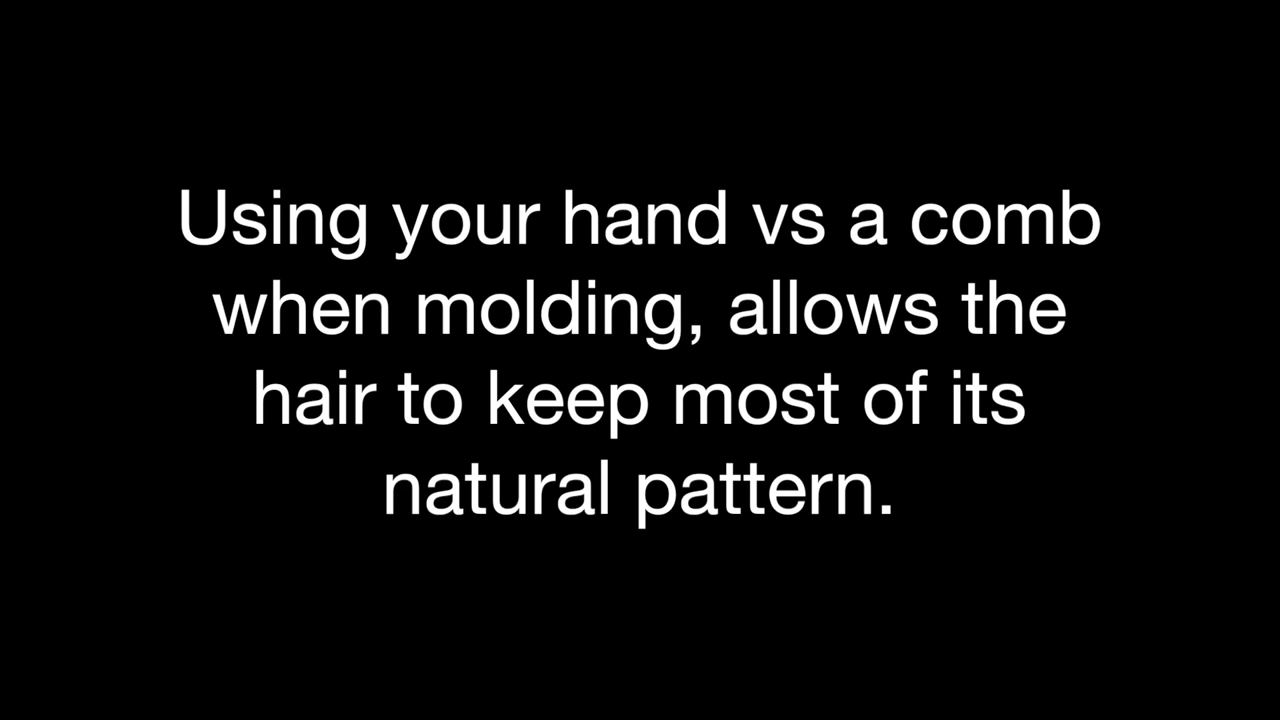 Using your hand vs a comb
when molding, allows the
hair to keep most of its
natural pattern.